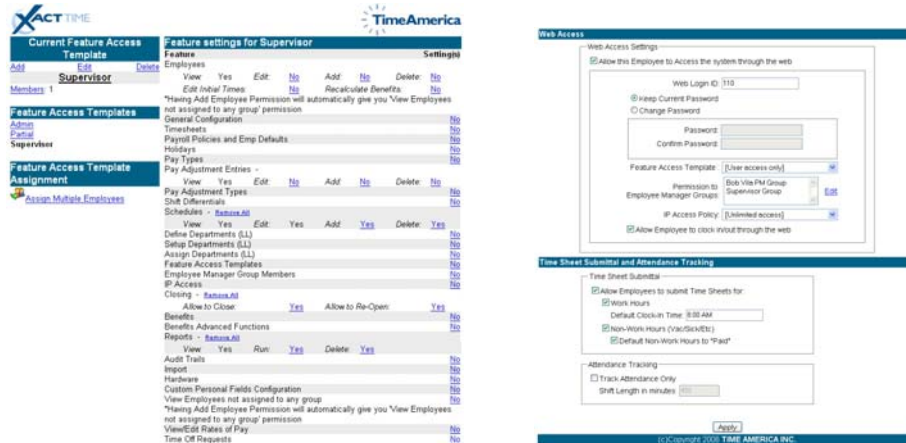 XACT TIME
TimeAmerica
Current Feature Access Template
Add Edit Delete
Supervisor
Members: 1
Feature Access Templates
Admin
Partial
Supervisor
Feature Access Template Assignment
Assign Multiple Employees
Feature settings for Supervisor
Feature Setting(s)
Employees
View Yes Edit: No Add: No Delete: No
Edit Initial Times: No Recalculate Benefits: No
"Having Add Employee Permission will automatically give you 'View Employees
not assigned to any group' permission
General Configuration No
Timesheets No
Payroll Policies and Emp Defaults No
Holidays No
Pay Types No
Pay Adjustment Entries -
View Yes Edit: No Add: No Delete: No
Pay Adjustment Types No
Shift Differentials No
Schedules - Remove All
View Yes Edit: Yes Add: Yes Delete: Yes
Define Departments (LL) No
Setup Departments (LL) No
Assign Departments (LL) No
Feature Access Templates No
Employee Manager Group Members No
IP Access No
Closing - Remove All
Allow to Close: Yes Allow to Re-Open: Yes
Benefits No
Benefits Advanced Functions No
Reports - Remove All
View Yes Run: Yes Delete: Yes
Audit Trails No
Import No
Hardware No
Custom Personal Fields Configuration No
View Employees not assigned to any group No
"Having Add Employee Permission will automatically give you 'View Employees
not assigned to any group' permission
View/Edit Rates of Pay No
Time Off Requests No
Web Access
Web Access Settings
Allow this Employee to Access the system through the web
Web Login ID: 110
Keep Current Password
Change Password
Password:
Confirm Password:
Feature Access Template: [User access only]
Permission to Employee Manager Groups: Bob Vila PM Group
Supervisor Group
Edit
IP Access Policy: [Unlimited access]
Allow Employee to clock in/out through the web
Time Sheet Submittal and Attendance Tracking
Time Sheet Submittal
Allow Employees to submit Time Sheets for:
Work Hours
Default Clock-In Time: 8:00 AM
Non-Work Hours (Vac/Sick/Etc)
Default Non-Work Hours to "Paid"
Attendance Tracking
Track Attendance Only
Shift Length in minutes
Apply
(c)Copyright 2006 TIME AMERICA INC.